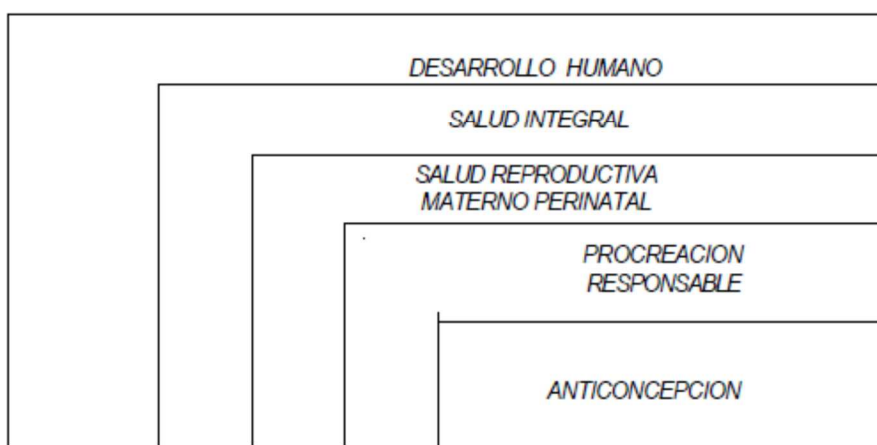 DESARROLLO HUMANO
SALUD INTEGRAL
SALUD REPRODUCTIVA
MATERNO PERINATAL
PROCREACION
RESPONSABLE
ANTICONCEPCION